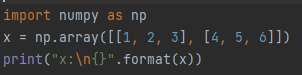 import numpy as np
x = np.array([[1, 2, 3], [4, 5, 6]])
print("x:\n{}".format(x))